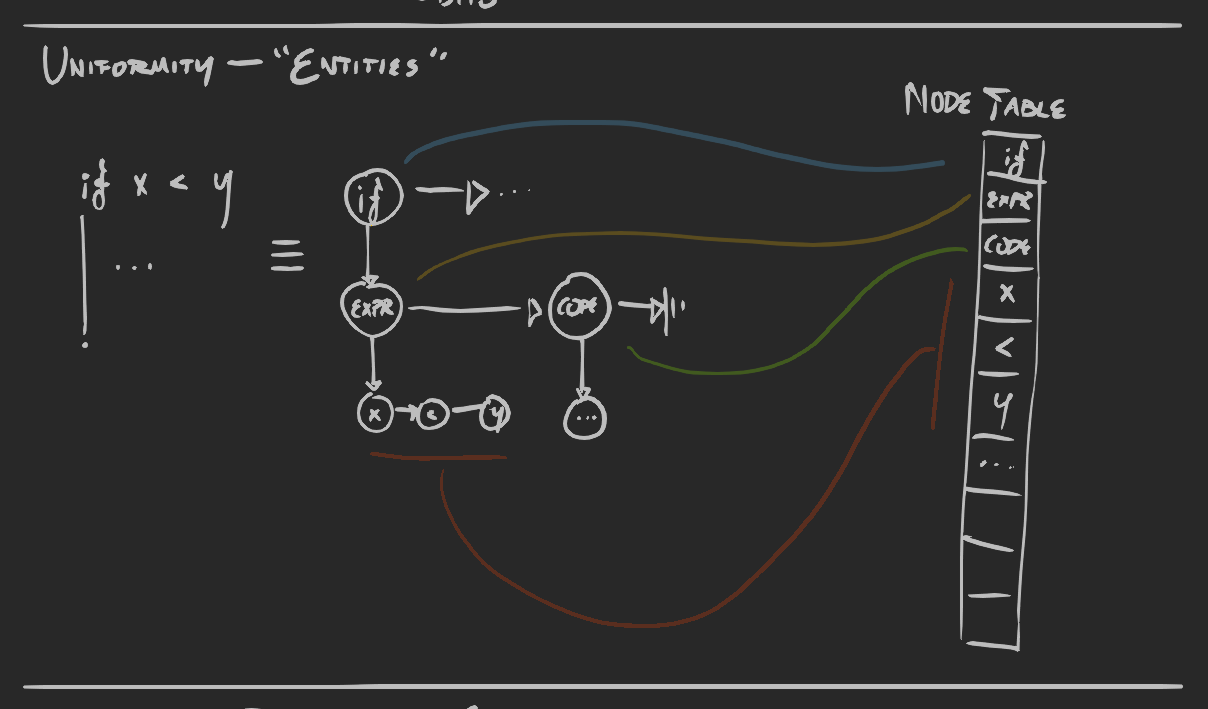 UNIFORMITY — "ENTITIES"
NODE TABLE
if x < y
...
≡
if
...
EXPR
CODE
x
<
y
...
if
EXPR
CODE
x
<
y
...